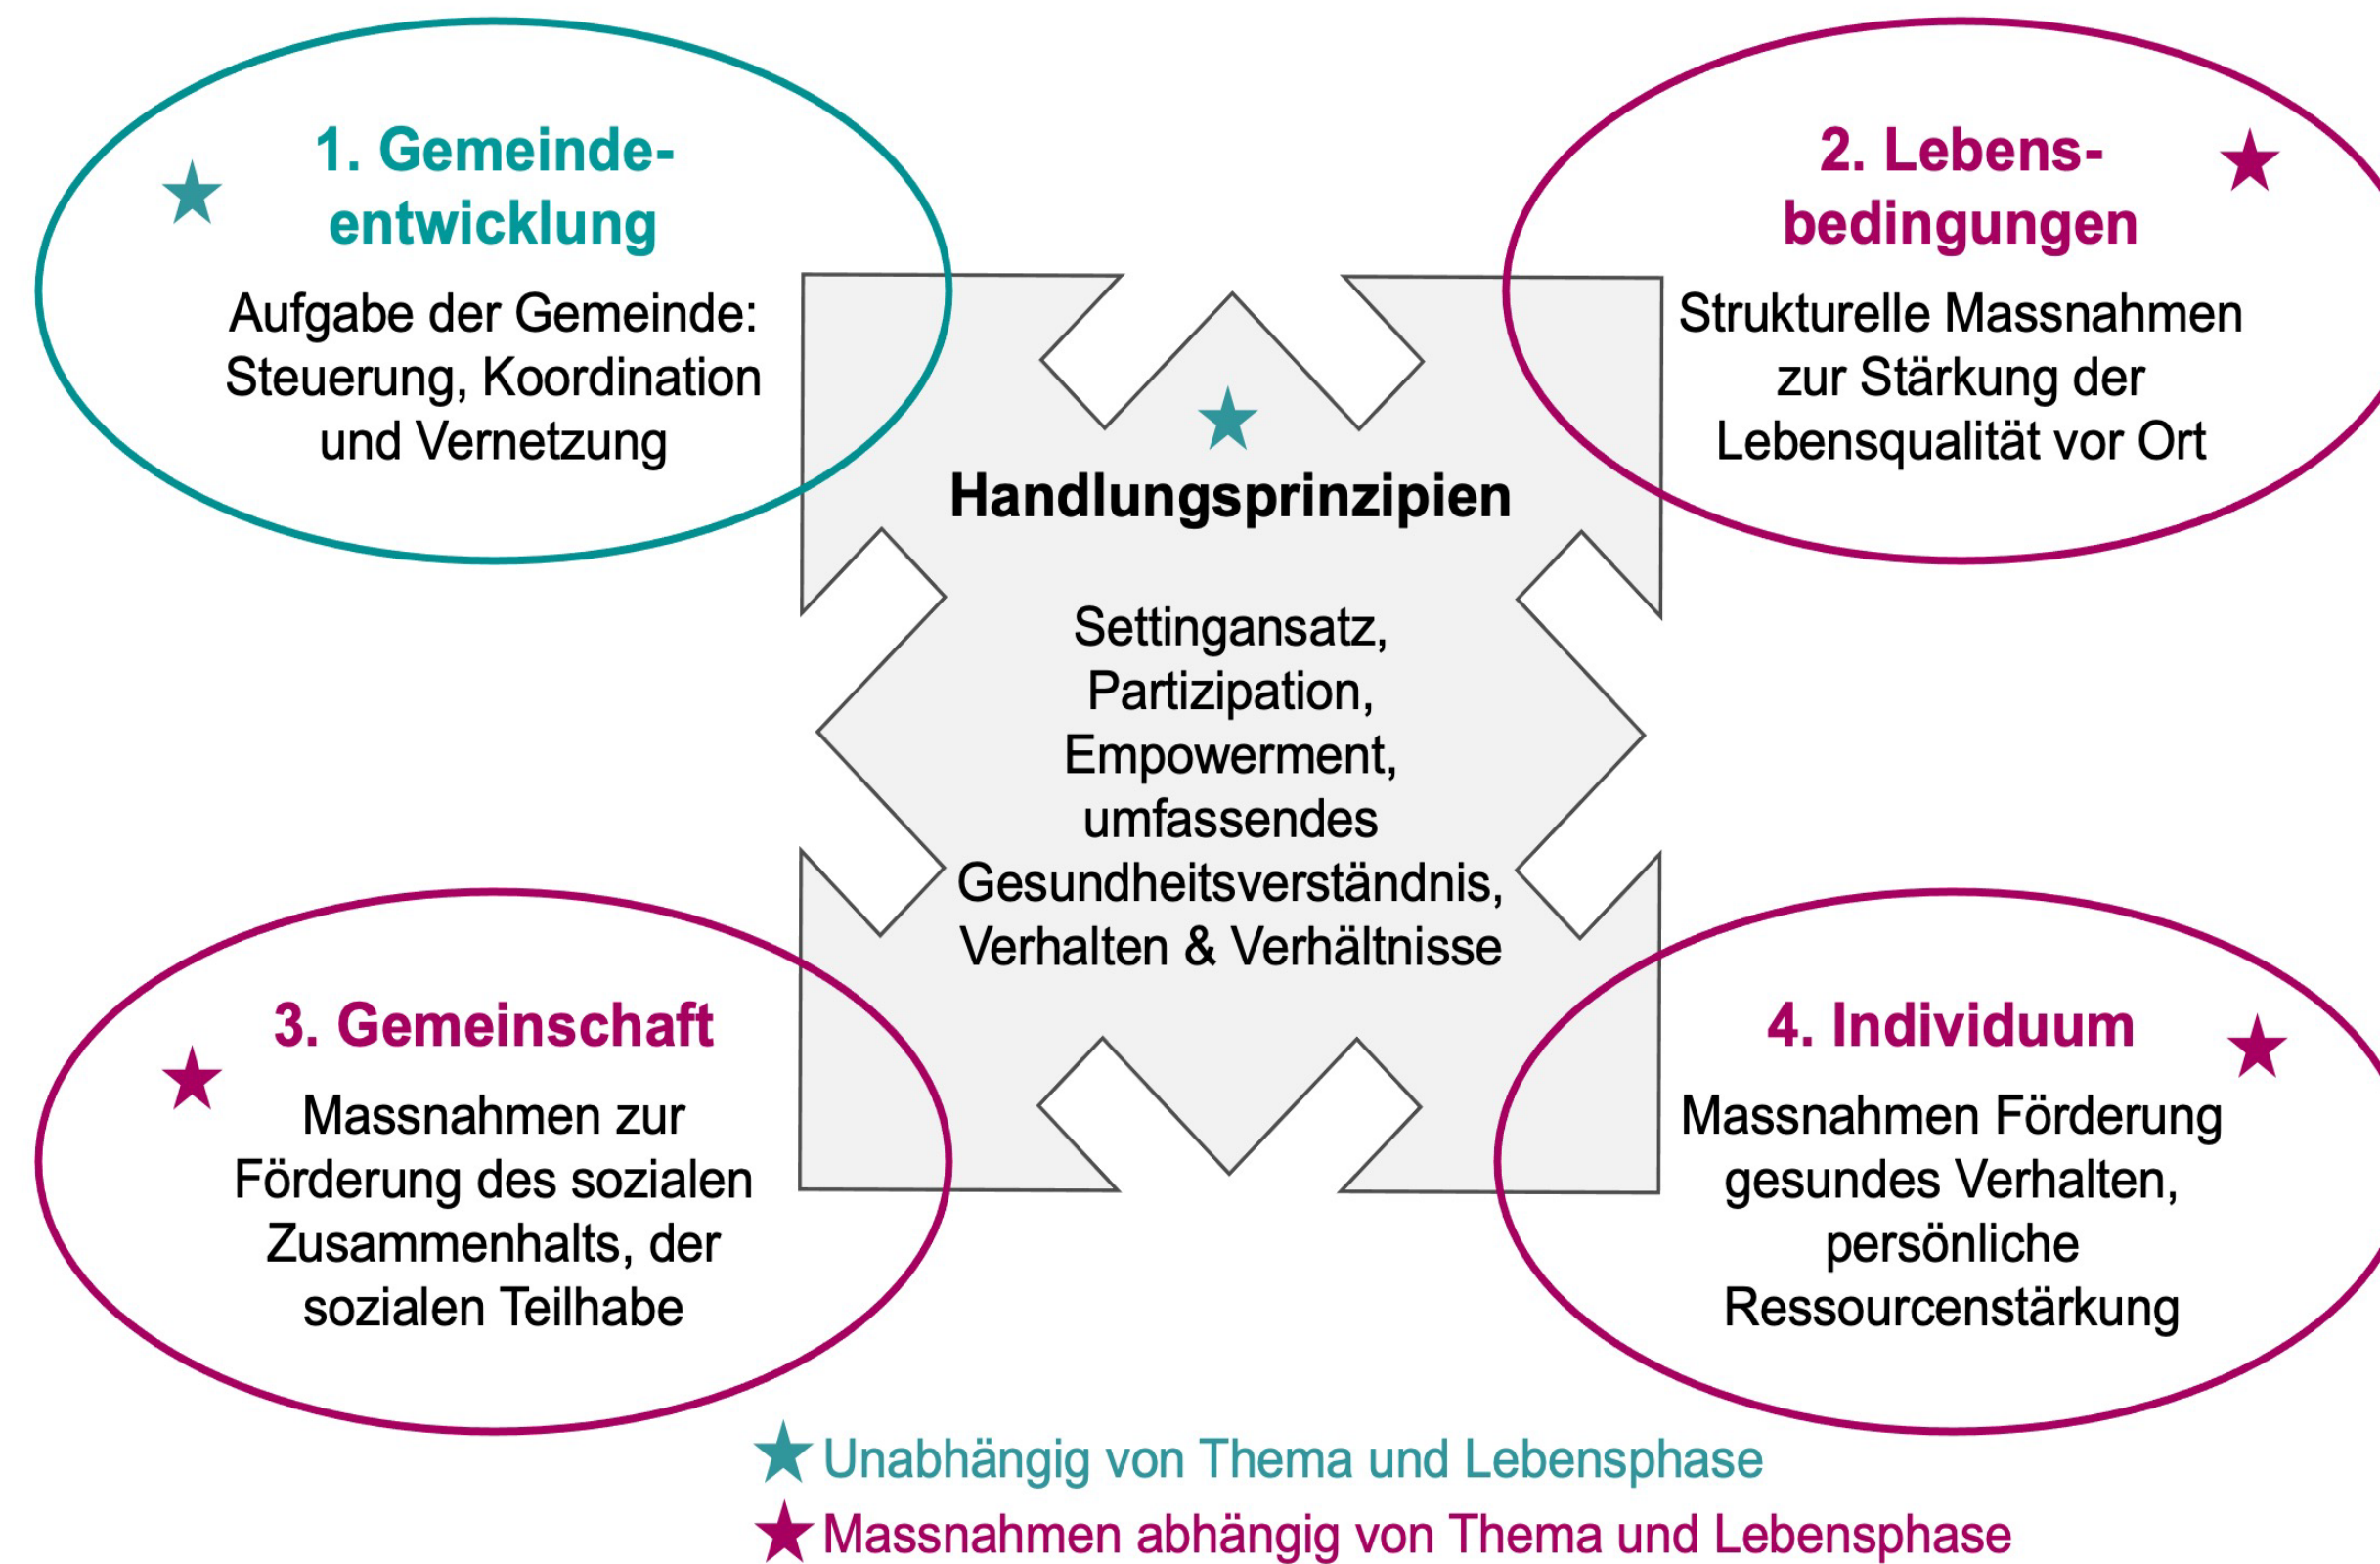 1. Gemeinde-
entwicklung
Aufgabe der Gemeinde:
Steuerung, Koordination
und Vernetzung
2. Lebens-
bedingungen
Strukturelle Massnahmen
zur Stärkung der
Lebensqualität vor Ort
Handlungsprinzipien
Settingansatz,
Partizipation,
Empowerment,
umfassendes
Gesundheitsverständnis,
Verhalten & Verhältnisse
3. Gemeinschaft
Massnahmen zur
Förderung des sozialen
Zusammenhalts, der
sozialen Teilhabe
4. Individuum
Massnahmen Förderung
gesundes Verhalten,
persönliche
Ressourcenstärkung
Unabhängig von Thema und Lebensphase
Massnahmen abhängig von Thema und Lebensphase